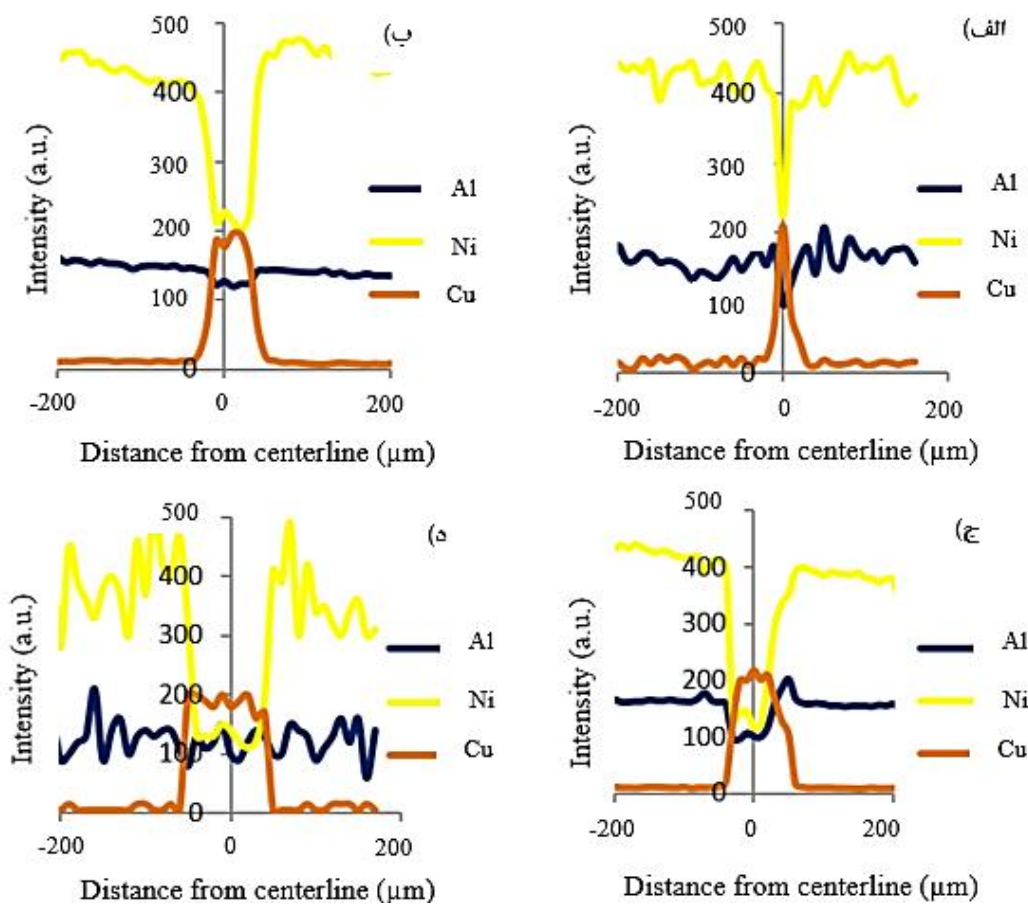 الف)
500
400
300
200
100
0
-200
0
200
Intensity (a.u.)
Distance from centerline (µm)
Al
Ni
Cu
ب)
500
400
300
200
100
0
-200
0
200
Intensity (a.u.)
Distance from centerline (µm)
Al
Ni
Cu
ج)
500
400
300
200
100
0
-200
0
200
Intensity (a.u.)
Distance from centerline (µm)
Al
Ni
Cu
د)
500
400
300
200
100
0
-200
0
200
Intensity (a.u.)
Distance from centerline (µm)
Al
Ni
Cu